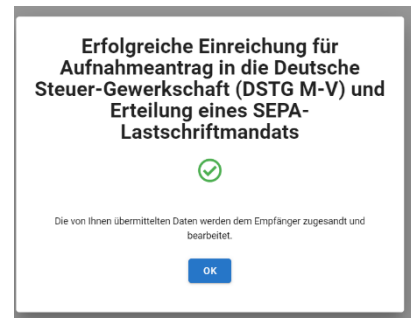 Erfolgreiche Einreichung für
Aufnahmeantrag in die Deutsche
Steuer-Gewerkschaft (DSTG M-V) und
Erteilung eines SEPA-
Lastschriftmandats
Die von Ihnen übermittelten Daten werden dem Empfänger zugesandt und
bearbeitet.
OK